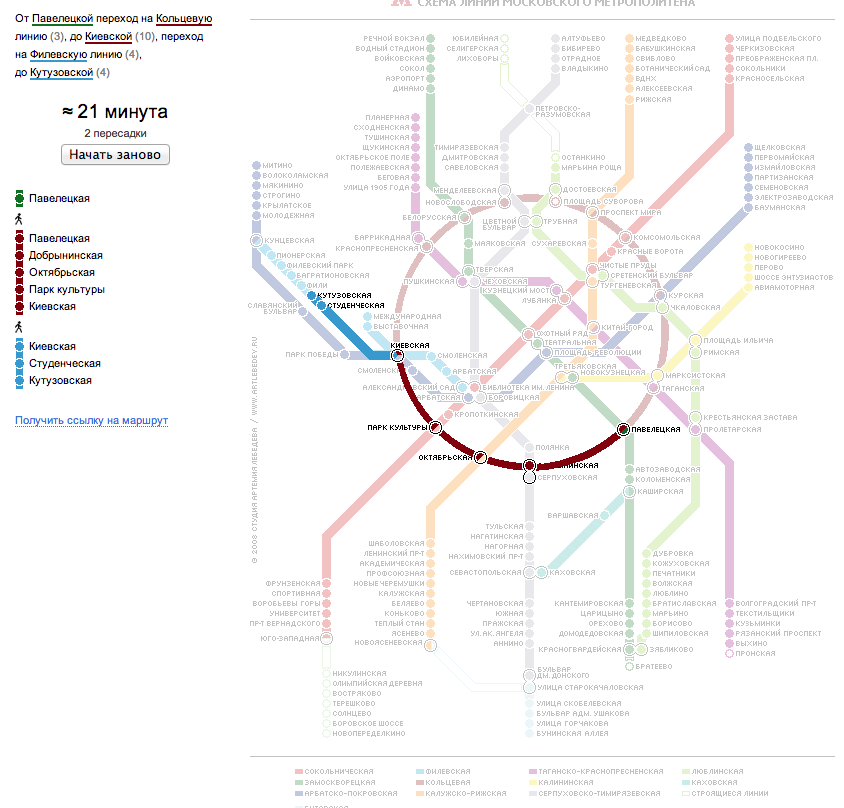 От Павелецкой переход на Кольцевую
линию (3), до Киевской (10), переход
на Филевскую линию (4),
до Кутузовской (4)
≈ 21 минута
2 пересадки
Начать заново
Павелецкая
Павелецкая
Добрынинская
Октябрьская
Парк культуры
Киевская
Киевская
Студенческая
Кутузовская
Получить ссылку на маршрут
СХЕМА ЛИНИЙ МОСКОВСКОГО МЕТРОПОЛИТЕНА
РЕЧНОЙ ВОКЗАЛ
ВОДНЫЙ СТАДИОН
ВОЙКОВСКАЯ
СОКОЛ
АЭРОПОРТ
ДИНАМО
ЮБИЛЕЙНАЯ
СЕЛИГЕРСКАЯ
ЛИХОБОРЫ
АЛТУФЬЕВО
БИБИРЕВО
ОТРАДНОЕ
ВЛАДЫКИНО
МЕДВЕДКОВО
БАБУШКИНСКАЯ
СВИБЛОВО
БОТАНИЧЕСКИЙ САД
ВДНХ
АЛЕКСЕЕВСКАЯ
РИЖСКАЯ
УЛИЦА ПОДБЕЛЬСКОГО
ЧЕРКИЗОВСКАЯ
ПРЕОБРАЖЕНСКАЯ ПЛ.
СОКОЛЬНИКИ
КРАСНОСЕЛЬСКАЯ
ПЕТРОВСКО-
РАЗУМОВСКАЯ
ПЛАНЕРНАЯ
СХОДНЕНСКАЯ
ТУШИНСКАЯ
ЩУКИНСКАЯ
ОКТЯБРЬСКОЕ ПОЛЕ
ПОЛЕЖАЕВСКАЯ
БЕГОВАЯ
УЛИЦА 1905 ГОДА
ТИМИРЯЗЕВСКАЯ
ДМИТРОВСКАЯ
САВЕЛОВСКАЯ
ОСТАНКИНО
МАРЬИНА РОЩА
ЩЕЛКОВСКАЯ
ПЕРВОМАЙСКАЯ
ИЗМАЙЛОВСКАЯ
ПАРТИЗАНСКАЯ
СЕМЕНОВСКАЯ
ЭЛЕКТРОЗАВОДСКАЯ
БАУМАНСКАЯ
МИТИНО
ВОЛОКОЛАМСКАЯ
МЯКИНИНО
СТРОГИНО
КРЫЛАТСКОЕ
МОЛОДЕЖНАЯ
МЕНДЕЛЕЕВСКАЯ
НОВОСЛОБОДСКАЯ
ДОСТОЕВСКАЯ
ПЛОЩАДЬ СУВОРОВА
ПРОСПЕКТ МИРА
БЕЛОРУССКАЯ
ЦВЕТНОЙ
БУЛЬВАР
ТРУБНАЯ
КУНЦЕВСКАЯ
ПИОНЕРСКАЯ
ФИЛЕВСКИЙ ПАРК
БАГРАТИОНОВСКАЯ
ФИЛИ
КУТУЗОВСКАЯ
СТУДЕНЧЕСКАЯ
БАРРИКАДНАЯ
КРАСНОПРЕСНЕНСКАЯ
МАЯКОВСКАЯ
СУХАРЕВСКАЯ
КОМСОМОЛЬСКАЯ
КРАСНЫЕ ВОРОТА
НОВОКОСИНО
НОВОГИРЕЕВО
ПЕРОВО
ШОССЕ ЭНТУЗИАСТОВ
АВИАМОТОРНАЯ
ТВЕРСКАЯ
ПУШКИНСКАЯ
ЧЕХОВСКАЯ
КУЗНЕЦКИЙ МОСТ
ЛУБЯНКА
ЧИСТЫЕ ПРУДЫ
СРЕТЕНСКИЙ БУЛЬВАР
ТУРГЕНЕВСКАЯ
КУРСКАЯ
ЧКАЛОВСКАЯ
СЛАВЯНСКИЙ
БУЛЬВАР
МЕЖДУНАРОДНАЯ
ВЫСТАВОЧНАЯ
КИТАЙ-ГОРОД
ОХОТНЫЙ РЯД
ТЕАТРАЛЬНАЯ
ПЛОЩАДЬ РЕВОЛЮЦИИ
ПЛОЩАДЬ ИЛЬИЧА
РИМСКАЯ
ПАРК ПОБЕДЫ
КИЕВСКАЯ
СМОЛЕНСКАЯ
СМОЛЕНСКАЯ
АРБАТСКАЯ
ТРЕТЬЯКОВСКАЯ
НОВОКУЗНЕЦКАЯ
МАРКСИСТСКАЯ
ТАГАНСКАЯ
АЛЕКСАНДРОВСКИЙ САД
БИБЛИОТЕКА ИМ. ЛЕНИНА
АРБАТСКАЯ
БОРОВИЦКАЯ
КРОПОТКИНСКАЯ
КРЕСТЬЯНСКАЯ ЗАСТАВА
ПРОЛЕТАРСКАЯ
ПАРК КУЛЬТУРЫ
ПАВЕЛЕЦКАЯ
ПОЛЯНКА
ОКТЯБРЬСКАЯ
СЕРПУХОВСКАЯ
АВТОЗАВОДСКАЯ
КОЛОМЕНСКАЯ
КАШИРСКАЯ
ВАРШАВСКАЯ
© 2008 СТУДИЯ АРТЕМИЯ ЛЕБЕДЕВА / WWW.ARTLEBEDEV.RU
ТУЛЬСКАЯ
НАГАТИНСКАЯ
НАГОРНАЯ
НАХИМОВСКИЙ ПР-Т
СЕВАСТОПОЛЬСКАЯ
КАХОВСКАЯ
ШАБОЛОВСКАЯ
ЛЕНИНСКИЙ ПР-Т
АКАДЕМИЧЕСКАЯ
ПРОФСОЮЗНАЯ
НОВЫЕ ЧЕРЕМУШКИ
КАЛУЖСКАЯ
БЕЛЯЕВО
КОНЬКОВО
ТЕПЛЫЙ СТАН
ЯСЕНЕВО
НОВОЯСЕНЕВСКАЯ
ДУБРОВКА
КОЖУХОВСКАЯ
ПЕЧАТНИКИ
ВОЛЖСКАЯ
ЛЮБЛИНО
БРАТИСЛАВСКАЯ
МАРЬИНО
БОРИСОВО
ШИПИЛОВСКАЯ
ЗЯБЛИКОВО
ФРУНЗЕНСКАЯ
СПОРТИВНАЯ
ВОРОБЬЕВЫ ГОРЫ
УНИВЕРСИТЕТ
ПР-Т ВЕРНАДСКОГО
ЮГО-ЗАПАДНАЯ
ЧЕРТАНОВСКАЯ
ЮЖНАЯ
ПРАЖСКАЯ
УЛ. АК. ЯНГЕЛЯ
АННИНО
КАНТЕМИРОВСКАЯ
ЦАРИЦЫНО
ОРЕХОВО
ДОМОДЕДОВСКАЯ
КРАСНОГВАРДЕЙСКАЯ
БРАТЕЕВО
ВОЛГОГРАДСКИЙ ПР-Т
ТЕКСТИЛЬЩИКИ
КУЗЬМИНКИ
РЯЗАНСКИЙ ПРОСПЕКТ
ВЫХИНО
ПРОНСКАЯ
НИКУЛИНСКАЯ
ОЛИМПИЙСКАЯ ДЕРЕВНЯ
ВОСТРЯКОВО
ТЕРЕШКОВО
СОЛНЦЕВО
БОРОВСКОЕ ШОССЕ
НОВОПЕРЕДЕЛКИНО
БУЛЬВАР
ДМ. ДОНСКОГО
УЛИЦА СТАРОКАЧАЛОВСКАЯ
УЛИЦА СКОБЕЛЕВСКАЯ
БУЛЬВАР АДМ. УШАКОВА
УЛИЦА ГОРЧАКОВА
БУНИНСКАЯ АЛЛЕЯ
СОКОЛЬНИЧЕСКАЯ
ЗАМОСКВОРЕЦКАЯ
АРБАТСКО-ПОКРОВСКАЯ
ФИЛЕВСКАЯ
КОЛЬЦЕВАЯ
КАЛУЖСКО-РИЖСКАЯ
ТАГАНСКО-КРАСНОПРЕСНЕНСКАЯ
КАЛИНИНСКАЯ
СЕРПУХОВСКО-ТИМИРЯЗЕВСКАЯ
ЛЮБЛИНСКАЯ
КАХОВСКАЯ
СТРОЯЩИЕСЯ ЛИНИИ